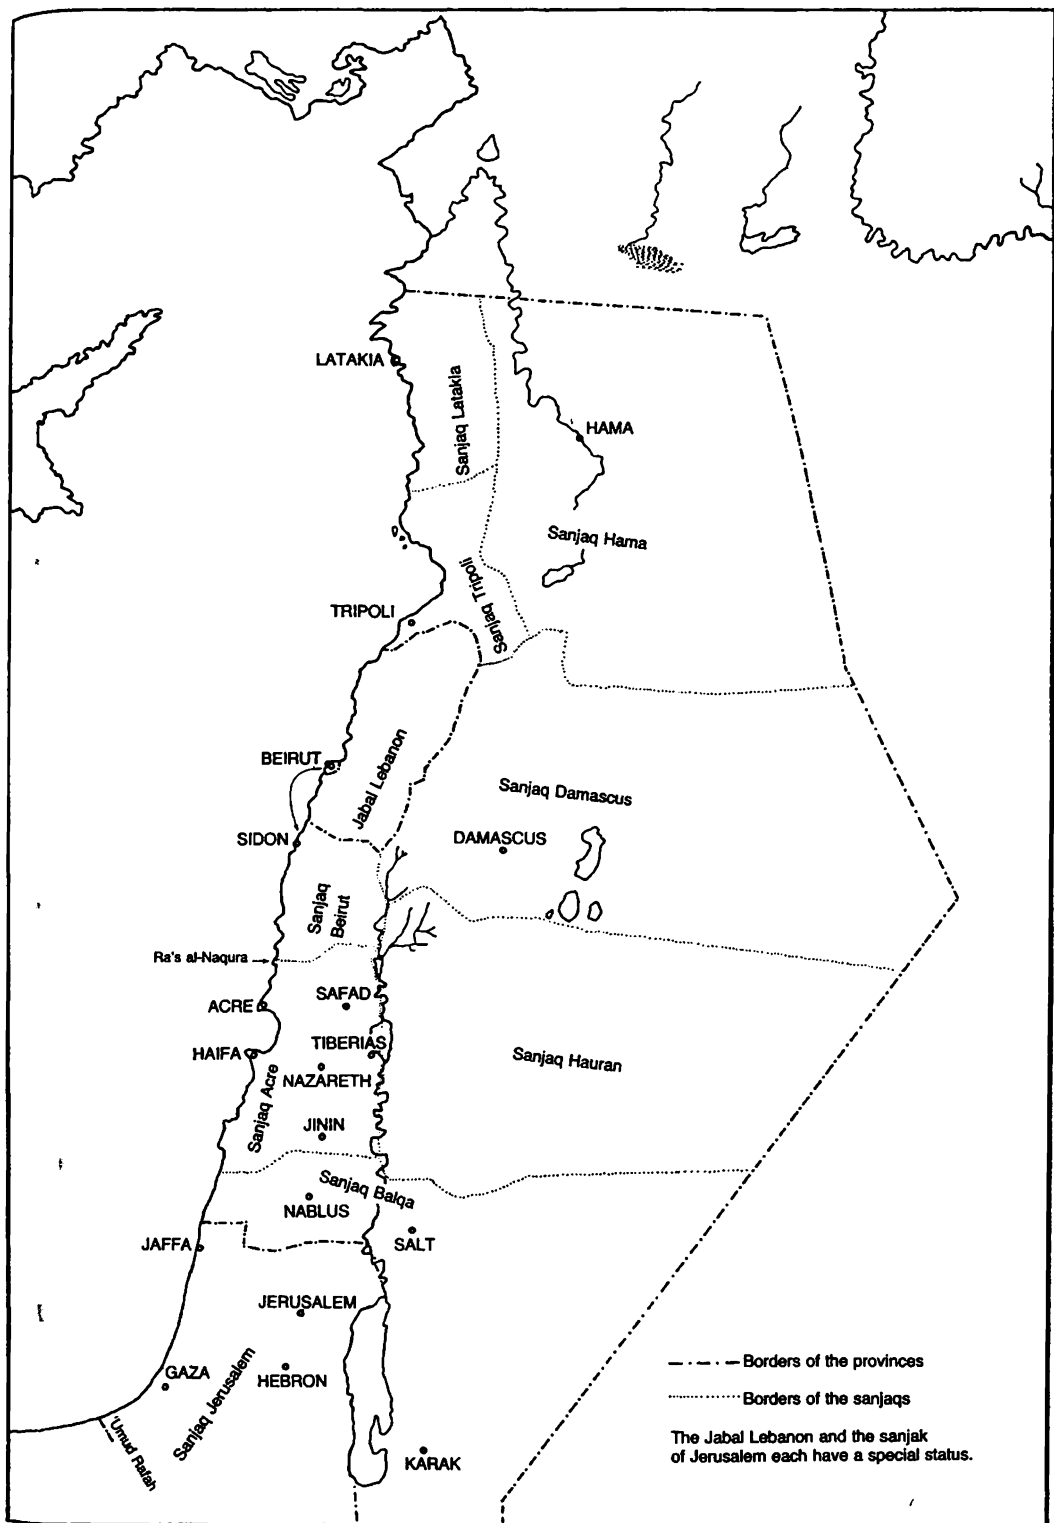 LATAKIA
Sanjaq Latakia
HAMA
Sanjaq Hama
Sanjaq Tripoli
TRIPOLI
BEIRUT
Jabal Lebanon
Sanjaq Damascus
SIDON
DAMASCUS
Sanjaq
Beirut
Ra's al-Naqura
ACRE
SAFAD
HAIFA
TIBERIAS
NAZARETH
Sanjaq Acre
Sanjaq Hauran
JININ
Sanjaq Balqa
NABLUS
JAFFA
SALT
JERUSALEM
GAZA
HEBRON
Sanjaq Jerusalem
'Umud Rafah
KARAK
Borders of the provinces
Borders of the sanjaqs
The Jabal Lebanon and the sanjak
of Jerusalem each have a special status.